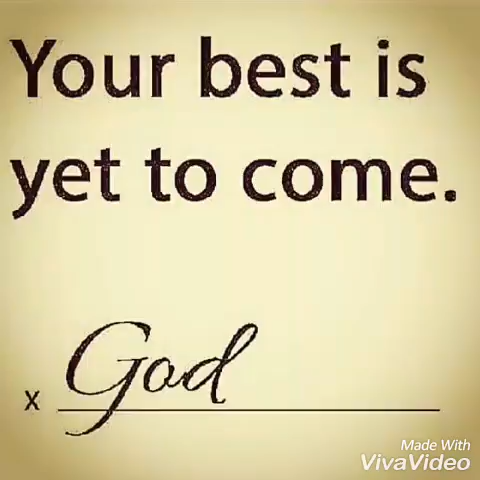 Your best is
yet to come.
x God
Made With
VivaVideo